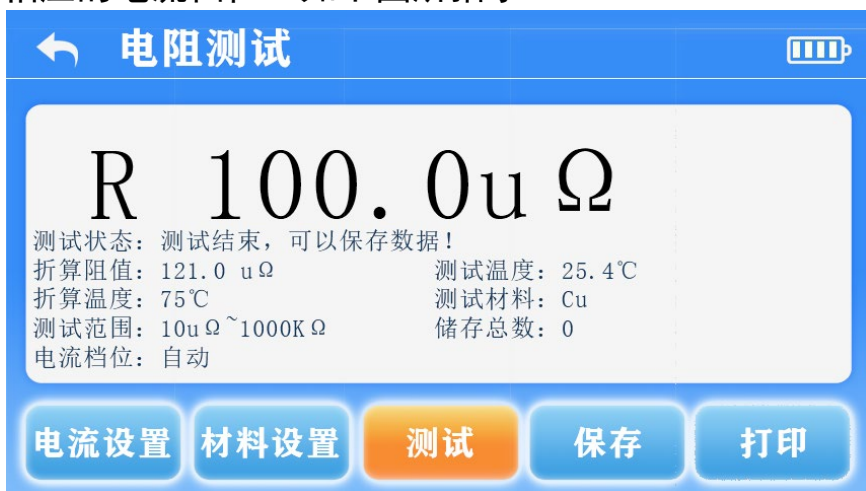 电阻测试
R 100.0uΩ
测试状态：测试结束，可以保存数据！
折算阻值：121.0 uΩ 测试温度：25.4℃
折算温度：75℃ 测试材料：Cu
测试范围：10uΩ~1000KΩ 储存总数：0
电流档位：自动
电流设置 材料设置 测试 保存 打印